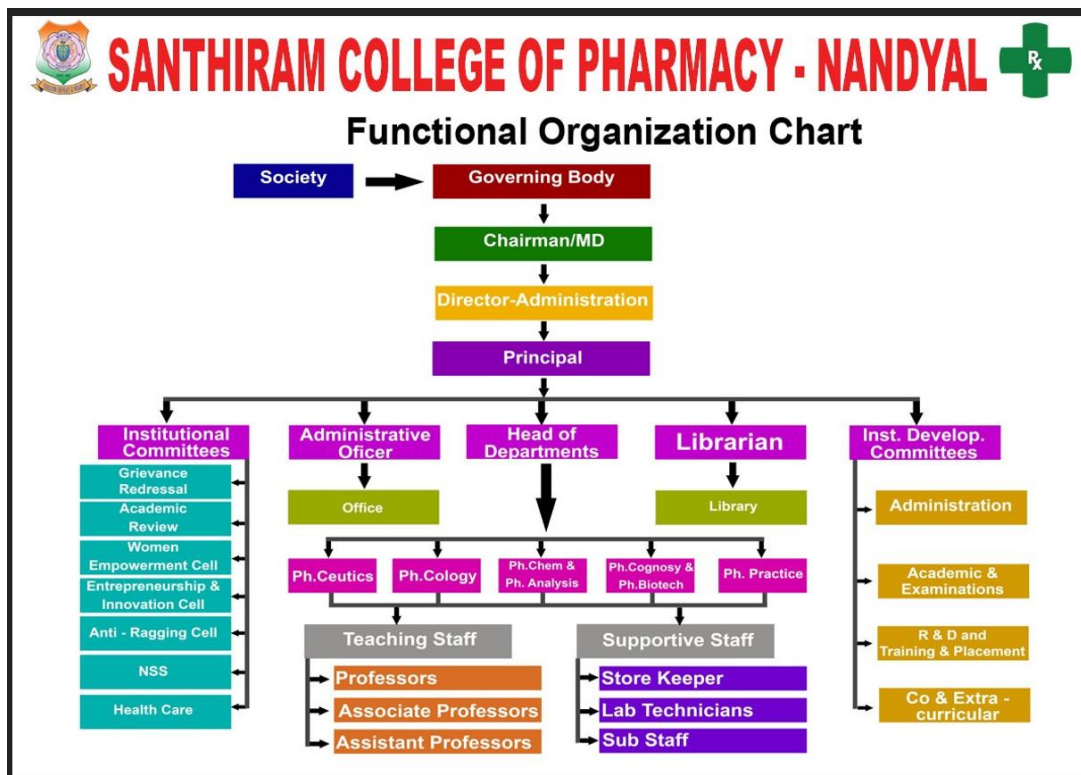 SANTHIRAM COLLEGE OF PHARMACY - NANDYAL
Rx
Functional Organization Chart
Society
Governing Body
Chairman/MD
Director-Administration
Principal
Institutional
Committees
Grievance
Redressal
Academic
Review
Women
Empowerment Cell
Entrepreneurship &
Innovation Cell
Anti - Ragging Cell
NSS
Health Care
Administrative
Oficer
Office
Head of
Departments
Librarian
Library
Ph.Ceutics
Ph.Cology
Ph.Chem &
Ph. Analysis
Ph.Cognosy &
Ph.Biotech
Ph. Practice
Teaching Staff
Professors
Associate Professors
Assistant Professors
Supportive Staff
Store Keeper
Lab Technicians
Sub Staff
Inst. Develop.
Committees
Administration
Academic &
Examinations
R & D and
Training & Placement
Co & Extra -
curricular